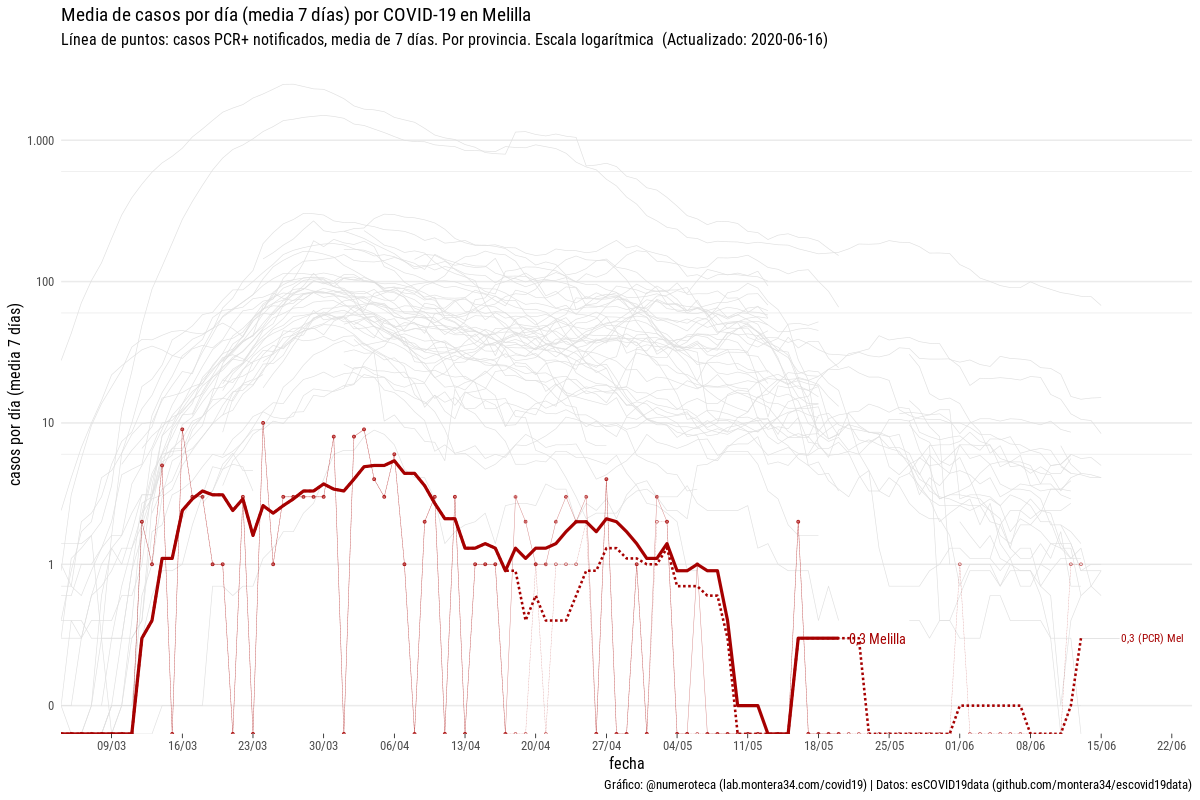 Media de casos por día (media 7 días) por COVID-19 en Melilla
Línea de puntos: casos PCR+ notificados, media de 7 días. Por provincia. Escala logarítmica (Actualizado: 2020-06-16)
casos por día (media 7 días)
1.000
100
10
1
0
0,3 Melilla
0,3 (PCR) Mel
09/03 16/03 23/03 30/03 06/04 13/04 20/04 27/04 04/05 11/05 18/05 25/05 01/06 08/06 15/06 22/06
fecha
Gráfico: @numeroteca (lab.montera34.com/covid19) | Datos: esCOVID19data (github.com/montera34/escovid19data)